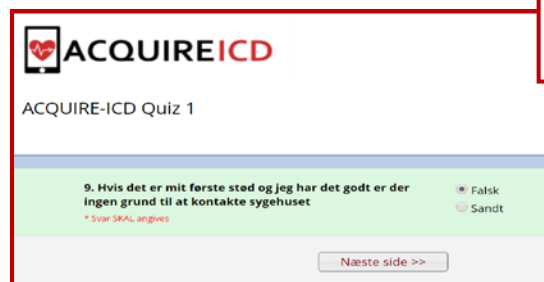 ACQUIREICD
ACQUIRE-ICD Quiz 1
9. Hvis det er mit første stød og jeg har det godt er der
ingen grund til at kontakte sygehuset
* Svar SKAL angives
Falsk
Sandt
Næste side >>